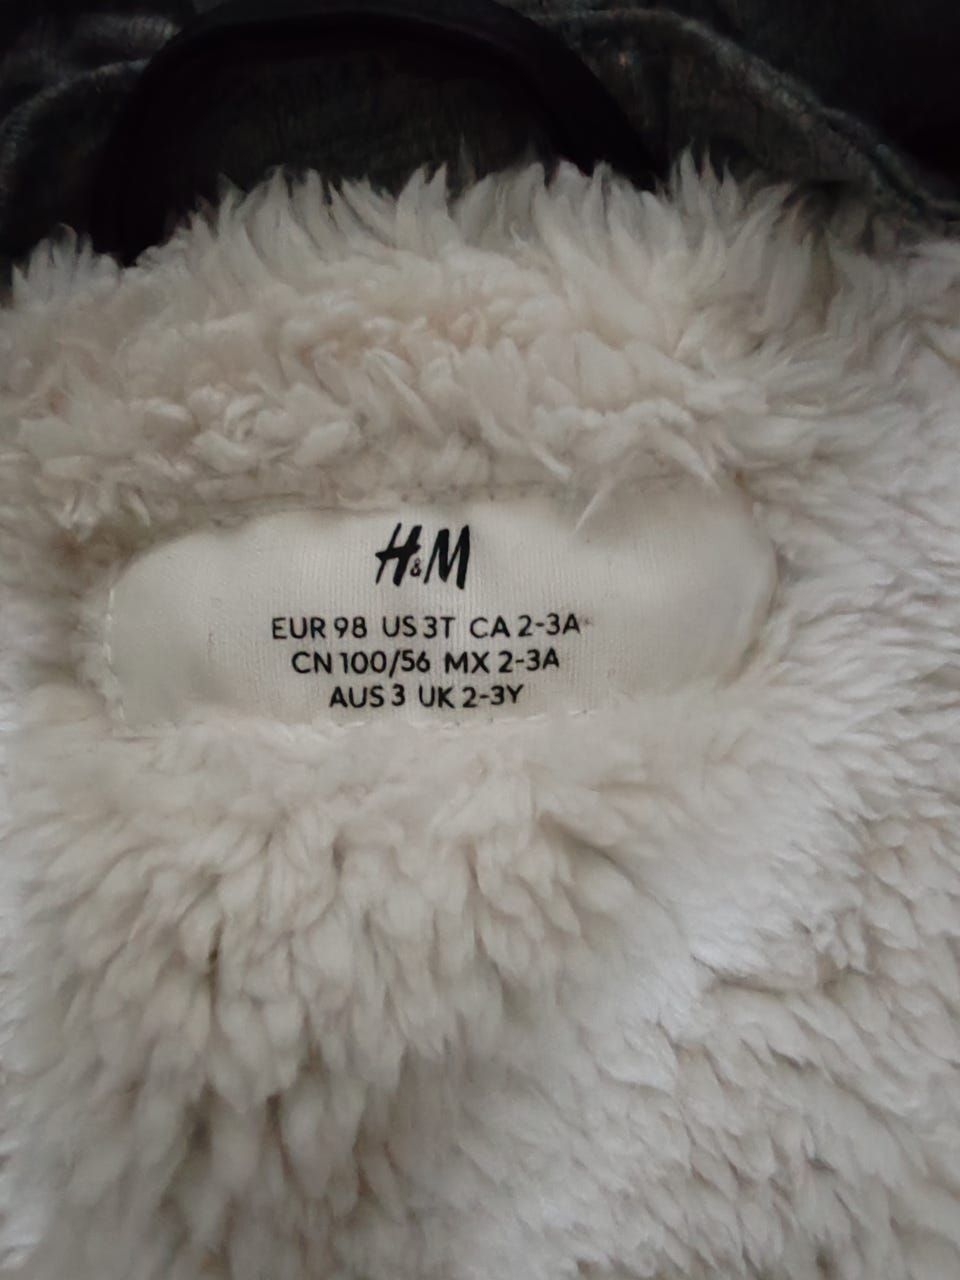 H&M
EUR 98 US 3T CA 2-3A
CN 100/56 MX 2-3A
AUS 3 UK 2-3Y